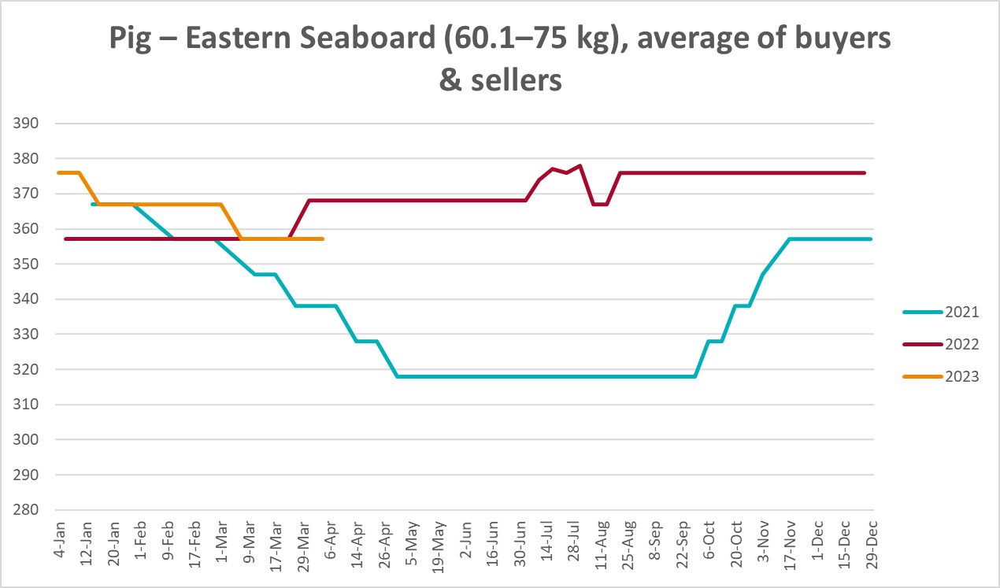 Pig – Eastern Seaboard (60.1–75 kg), average of buyers
& sellers
390
380
370
360
350
340
330
320
310
300
290
280
4-Jan
12-Jan
20-Jan
1-Feb
9-Feb
17-Feb
1-Mar
9-Mar
17-Mar
29-Mar
6-Apr
14-Apr
26-Apr
5-May
19-May
2-Jun
16-Jun
30-Jun
14-Jul
28-Jul
11-Aug
25-Aug
8-Sep
22-Sep
6-Oct
20-Oct
3-Nov
17-Nov
1-Dec
15-Dec
29-Dec
2021
2022
2023